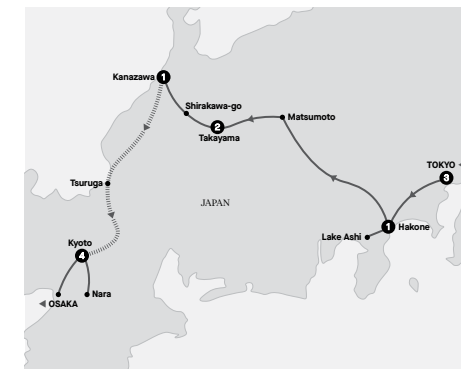 Kanazawa 1
Shirakawa-go
2
Takayama
Matsumoto
TOKYO
3
Tsuruga
JAPAN
1 Hakone
Lake Ashi
Kyoto
4
Nara
OSAKA